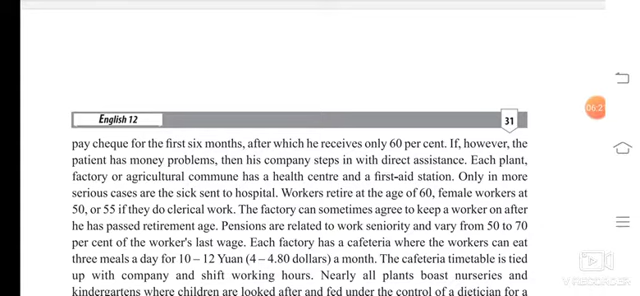 English 12
31
06:21
pay cheque for the first six months, after which he receives only 60 per cent. If, however, the
patient has money problems, then his company steps in with direct assistance. Each plant,
factory or agricultural commune has a health centre and a first-aid station. Only in more
serious cases are the sick sent to hospital. Workers retire at the age of 60, female workers at
50, or 55 if they do clerical work. The factory can sometimes agree to keep a worker on after
he has passed retirement age. Pensions are related to work seniority and vary from 50 to 70
per cent of the worker's last wage. Each factory has a cafeteria where the workers can eat
three meals a day for 10 – 12 Yuan (4 – 4.80 dollars) a month. The cafeteria timetable is tied
up with company and shift working hours. Nearly all plants boast nurseries and
V RECORDER
kindergartens where children are looked after and fed under the control of a dietician for a